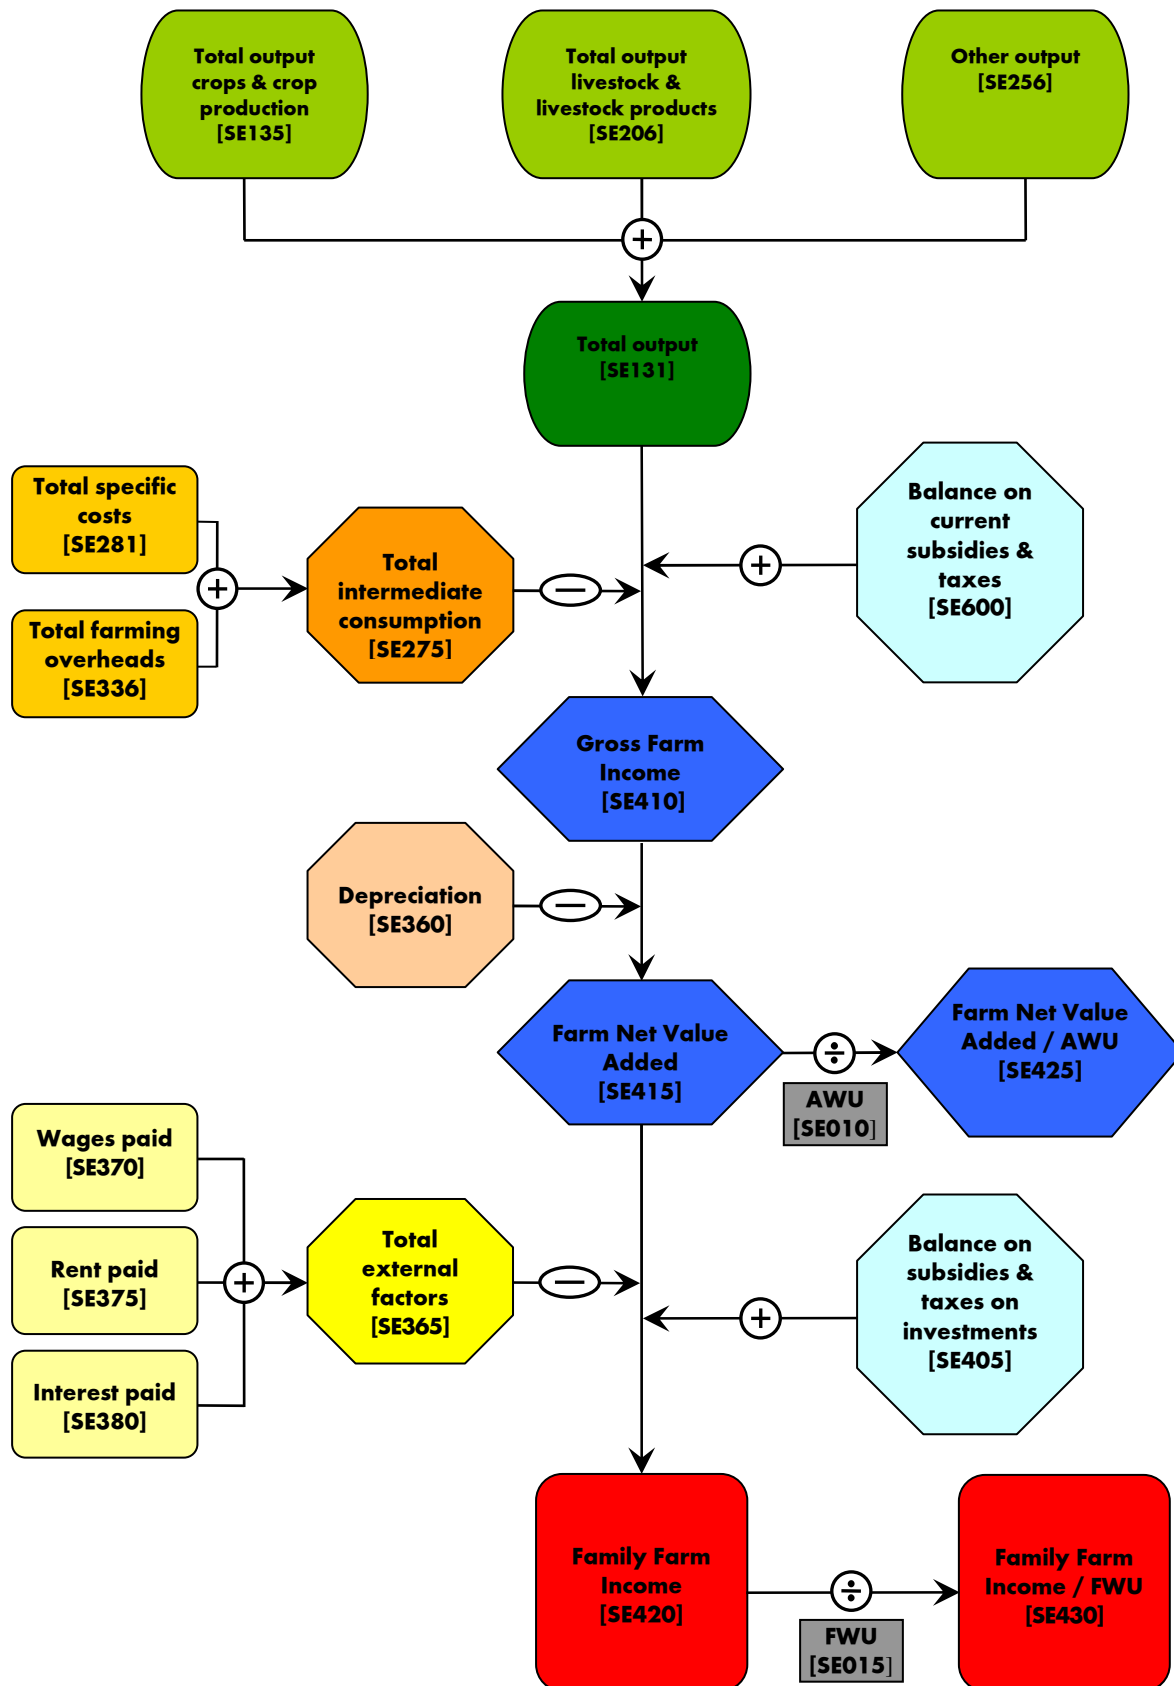 Total output
crops & crop
production
[SE135]
Total output
livestock &
livestock products
[SE206]
Other output
[SE256]
+
Total output
[SE131]
Total specific
costs
[SE281]
Total farming
overheads
[SE336]
+
Total
intermediate
consumption
[SE275]
−
+
Balance on
current
subsidies &
taxes
[SE600]
Gross Farm
Income
[SE410]
Depreciation
[SE360]
−
Farm Net Value
Added
[SE415]
÷
AWU
[SE010]
Farm Net Value
Added / AWU
[SE425]
Wages paid
[SE370]
Rent paid
[SE375]
Interest paid
[SE380]
+
Total
external
factors
[SE365]
−
+
Balance on
subsidies &
taxes on
investments
[SE405]
Family Farm
Income
[SE420]
÷
FWU
[SE015]
Family Farm
Income / FWU
[SE430]